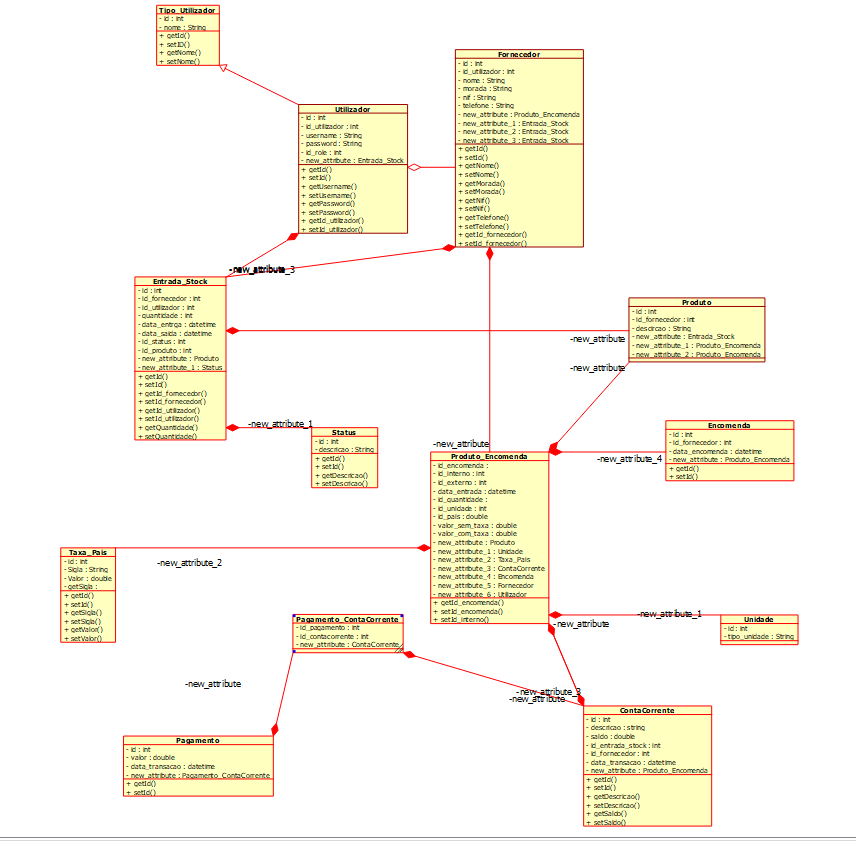 Tipo_Utilizador
- id : int
- nome : String
+ getId()
+ setID()
+ getNome()
+ setNome()
Fornecedor
- id : int
- id_utilizador : int
- nome : String
- morada : String
- nif : String
- telefone : String
- new_attribute : Produto_Encomenda
- new_attribute_1 : Entrada_Stock
- new_attribute_2 : Entrada_Stock
- new_attribute_3 : Entrada_Stock
+ getId()
+ setId()
+ getNome()
+ setNome()
+ getMorada()
+ setMorada()
+ getNif()
+ setNif()
+ getTelefone()
+ setTelefone()
+ getId_fornecedor()
+ setId_fornecedor()
Utilizador
- id : int
- id_utilizador : int
- username : String
- password : String
- id_role : int
- new_attribute : Entrada_Stock
+ getId()
+ setId()
+ getUsername()
+ setUsername()
+ getPassword()
+ setPassword()
+ getId_utilizador()
+ setId_utilizador()
-new_attribute_3
Entrada_Stock
- id : int
- id_fornecedor : int
- id_utilizador : int
- quantidade : int
- data_entrga : datetime
- data_saida : datetime
- id_status : int
- id_produto : int
- new_attribute : Produto
- new_attribute_1 : Status
+ getId()
+ setId()
+ getId_fornecedor()
+ setId_fornecedor()
+ getId_utilizador()
+ setId_utilizador()
+ getQuantidade()
+ setQuantidade()
Produto
- id : int
- id_fornecedor : int
- descircao : String
- new_attribute : Entrada_Stock
- new_attribute_1 : Produto_Encomenda
- new_attribute_2 : Produto_Encomenda
-new_attribute
-new_attribute
-new_attribute_1
Status
- id : int
- descricao : String
+ getId()
+ setId()
+ getDescricao()
+ setDescricao()
-new_attribute
Encomenda
- id : int
- id_fornecedor : int
- data_encomenda : datetime
- new_attribute : Produto_Encomenda
+ getId()
+ setId()
-new_attribute_4
Produto_Encomenda
- id_encomenda :
- id_interno : int
- id_externo : int
- data_entrada : datetime
- id_quantidade :
- id_unidade : int
- id_pais : double
- valor_sem_taxa : double
- valor_com_taxa : double
- new_attribute : Produto
- new_attribute_1 : Unidade
- new_attribute_2 : Taxa_Pais
- new_attribute_3 : ContaCorrente
- new_attribute_4 : Encomenda
- new_attribute_5 : Fornecedor
- new_attribute_6 : Utilizador
+ getId_encomenda()
+ setId_encomenda()
+ setId_interno()
Taxa_Pais
- id : int
- Sigla : String
- Valor : double
- getSigla :
+ getId()
+ setId()
+ getSigla()
+ setSigla()
+ getValor()
+ setValor()
-new_attribute_2
Pagamento_ContaCorrente
- id_pagamento : int
- id_contacorrente : int
- new_attribute : ContaCorrente
-new_attribute_1
-new_attribute
Unidade
- id : int
- tipo_unidade : String
-new_attribute
-new_attribute_3
-new_attribute
ContaCorrente
- id : int
- descricao : string
- saldo : double
- id_entrada_stock : int
- id_fornecedor : int
- data_transacao : datetime
- new_attribute : Produto_Encomenda
+ getId()
+ setId()
+ getDescricao()
+ setDescricao()
+ getSaldo()
+ setSaldo()
Pagamento
- id : int
- valor : double
- data_transacao : datetime
- new_attribute : Pagamento_ContaCorrente
+ getId()
+ setId()